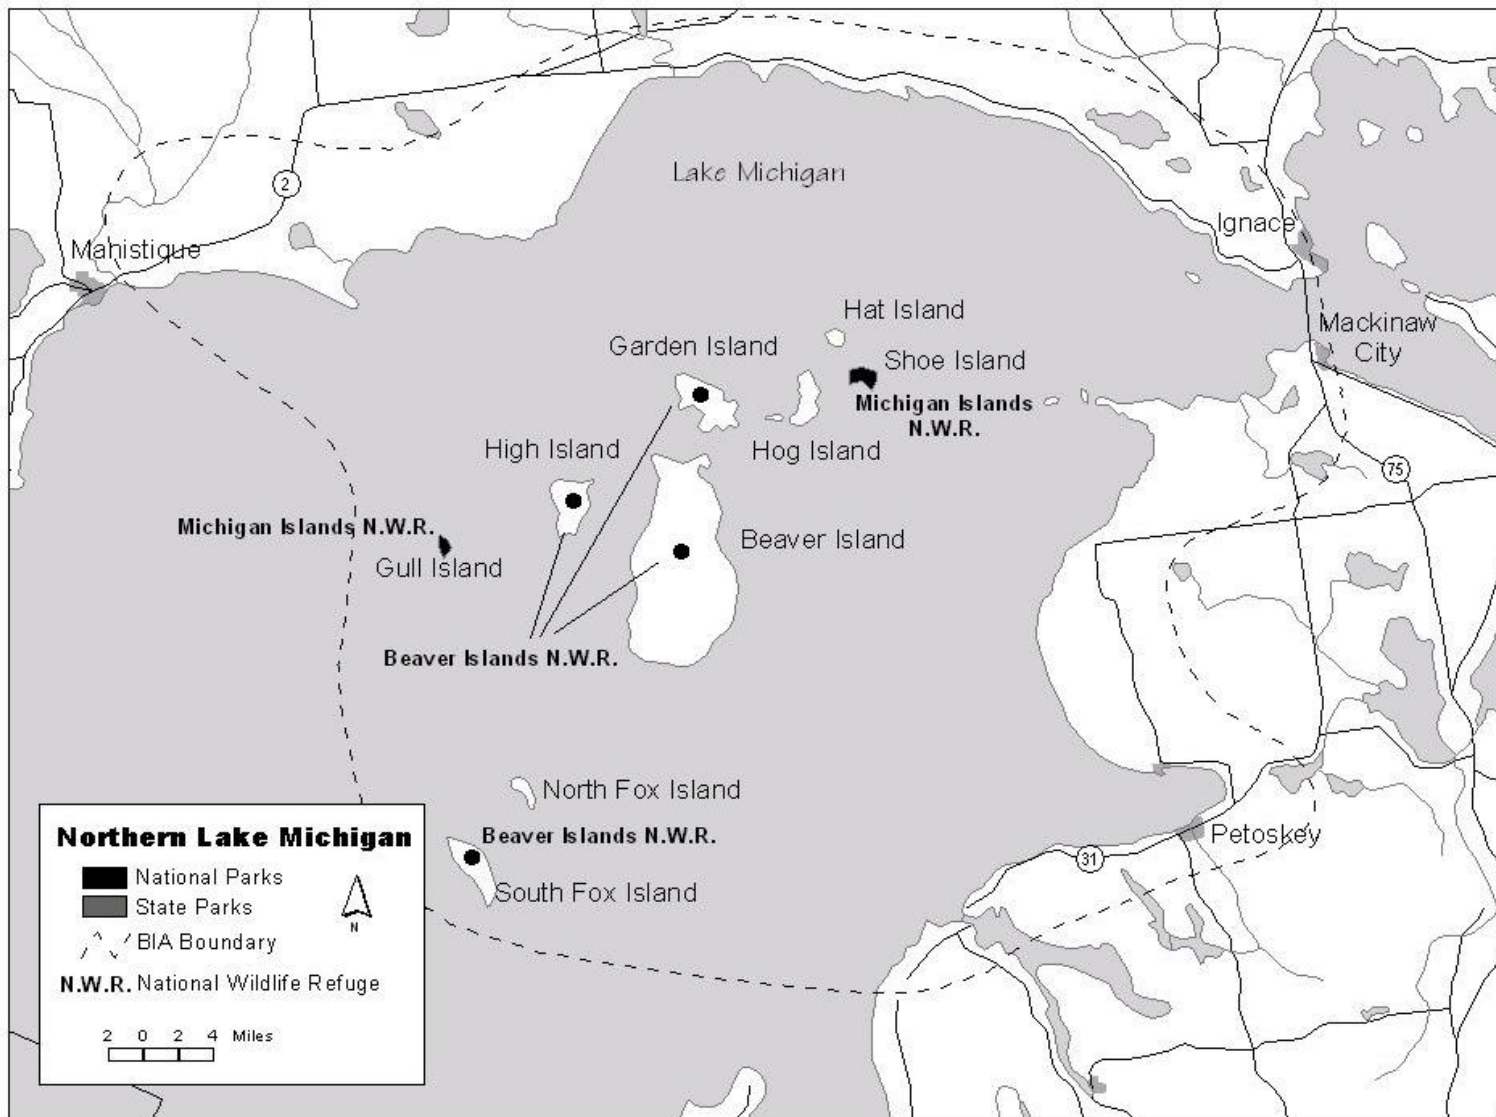 Lake Michigan
2
Ignace
Mahistique
Hat Island
Mackinaw
City
Garden Island
Shoe Island
Michigan Islands
N.W.R.
High Island
Hog Island
75
Michigan Islands N.W.R.
Beaver Island
Gull Island
Beaver Islands N.W.R.
North Fox Island
Beaver Islands N.W.R.
Petoskey
31
South Fox Island
Northern Lake Michigan
National Parks
State Parks
N
BIA Boundary
N.W.R. National Wildlife Refuge
2 0 2 4 Miles